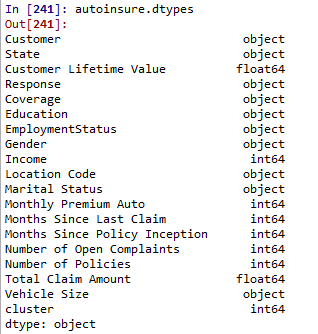 In [241]: autoinsure.dtypes
Out[241]:
Customer object
State object
Customer Lifetime Value float64
Response object
Coverage object
Education object
EmploymentStatus object
Gender object
Income int64
Location Code object
Marital Status object
Monthly Premium Auto int64
Months Since Last Claim int64
Months Since Policy Inception int64
Number of Open Complaints int64
Number of Policies int64
Total Claim Amount float64
Vehicle Size object
cluster int64
dtype: object